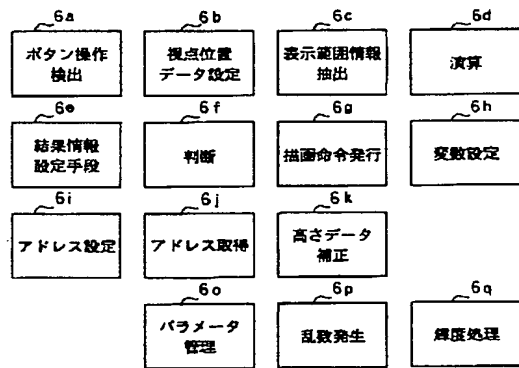 6a
ボタン操作
検出
6b
視点位置
データ設定
6c
表示範囲情報
抽出
6d
演算
6e
結果情報
設定手段
6f
判断
6g
描画命令発行
6h
変数設定
6i
アドレス設定
6j
アドレス取得
6k
高さデータ
補正
6o
パラメータ
管理
6p
乱数発生
6q
輝度処理